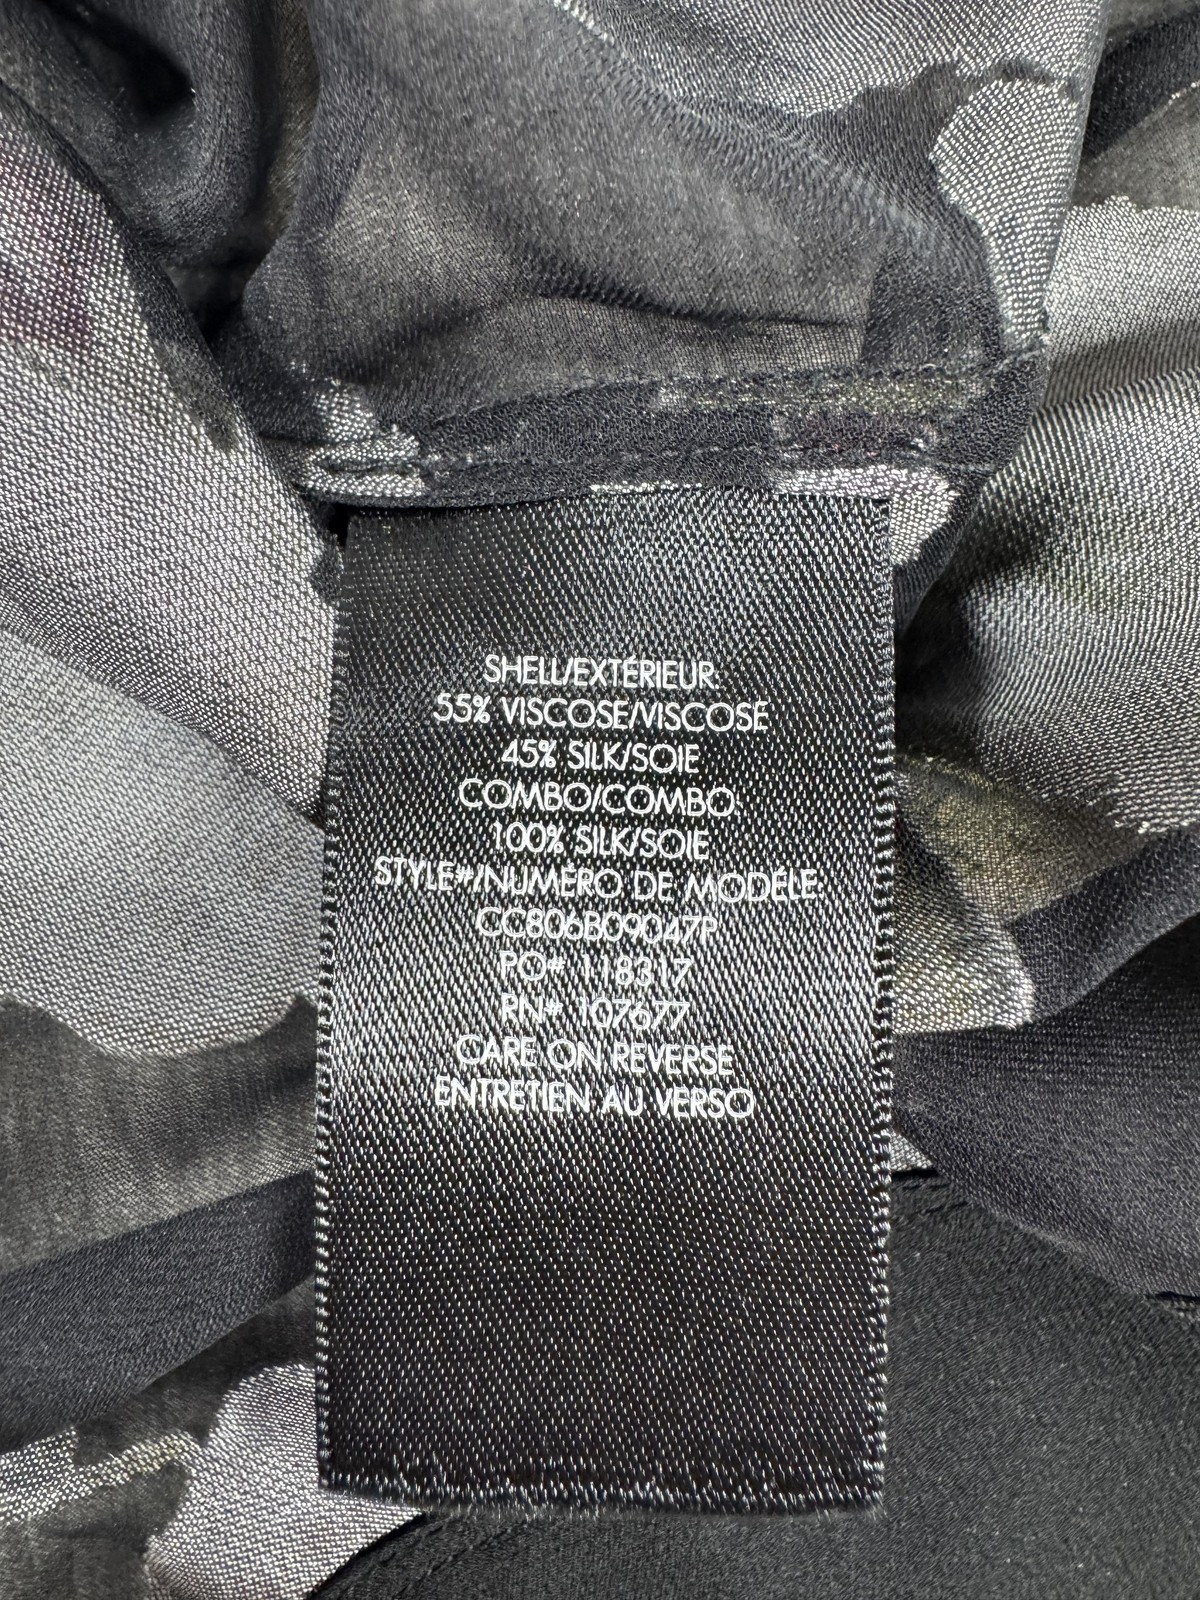 SHELL/EXTÉRIEUR:
55% VISCOSE/VISCOSE
45% SILK/SOIE
COMBO/COMBO:
100% SILK/SOIE
STYLE#/NUMÉRO DE MODÈLE:
CC806B09047P
PO# 118317
RN# 107677
CARE ON REVERSE
ENTRETIEN AU VERSO